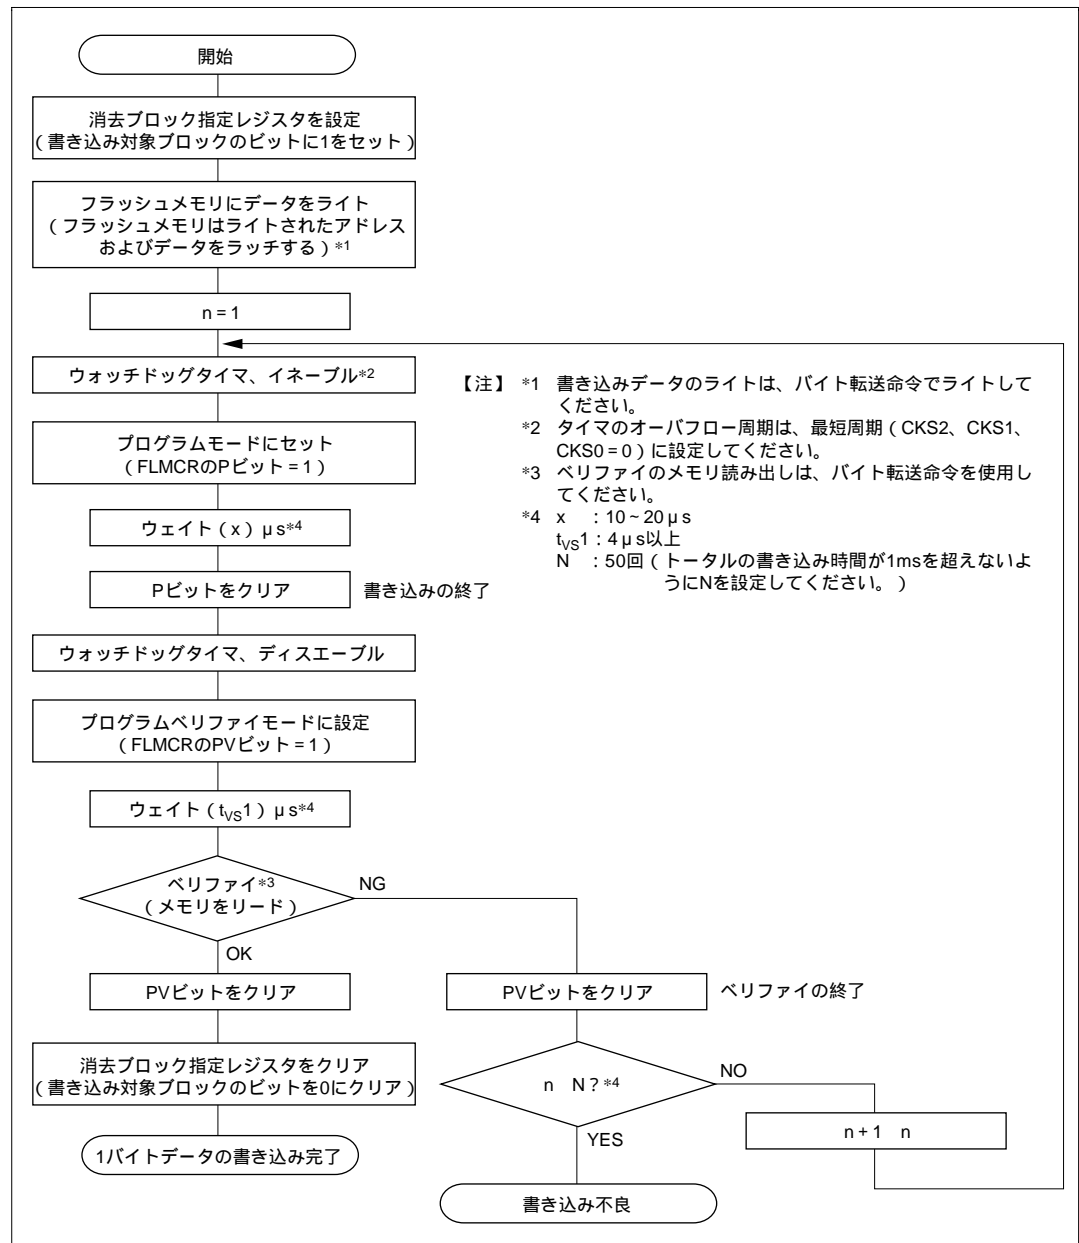 開始
消去ブロック指定レジスタを設定
(書き込み対象ブロックのビットに1をセット)
フラッシュメモリにデータをライト
(フラッシュメモリはライトされたアドレス
およびデータをラッチする)*1
n = 1
ウォッチドッグタイマ、イネーブル*2
プログラムモードにセット
(FLMCRのPビット = 1)
ウェイト(x)μs*4
Pビットをクリア 書き込みの終了
ウォッチドッグタイマ、ディスエーブル
プログラムベリファイモードに設定
(FLMCRのPVビット = 1)
ウェイト(tVS1)μs*4
ベリファイ*3
(メモリをリード)
NG
OK
PVビットをクリア
消去ブロック指定レジスタをクリア
(書き込み対象ブロックのビットを0にクリア)
1バイトデータの書き込み完了
PVビットをクリア ベリファイの終了
n N?*4
NO
YES
n + 1 n
書き込み不良
【注】 *1 書き込みデータのライトは、バイト転送命令でライトして
ください。
*2 タイマのオーバフロー周期は、最短周期(CKS2、CKS1、
CKS0 = 0)に設定してください。
*3 ベリファイのメモリ読み出しは、バイト転送命令を使用し
てください。
*4 x :10~20μs
tVS1:4μs以上
N :50回(トータルの書き込み時間が1msを超えないよ
うにNを設定してください。)